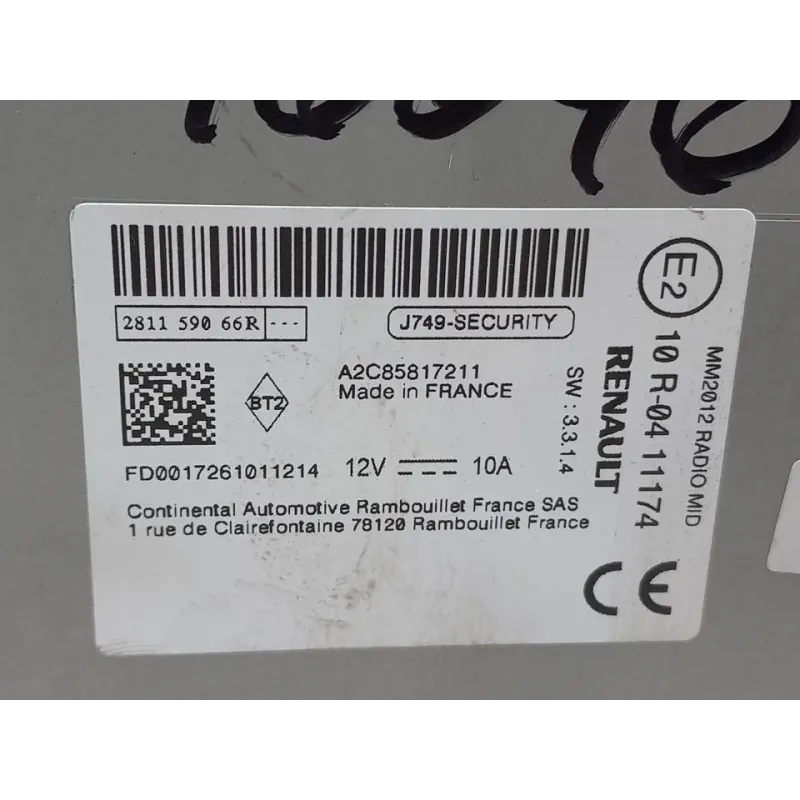 2811 590 66R ---
J749-SECURITY
A2C85817211
Made in FRANCE
BT2
FD0017261011214 12V 10A
Continental Automotive Rambouillet France SAS
1 rue de Clairefontaine 78120 Rambouillet France
SW : 3.3.1.4
RENAULT
E2 10 R-04 11174
MM2012 RADIO MID
CE